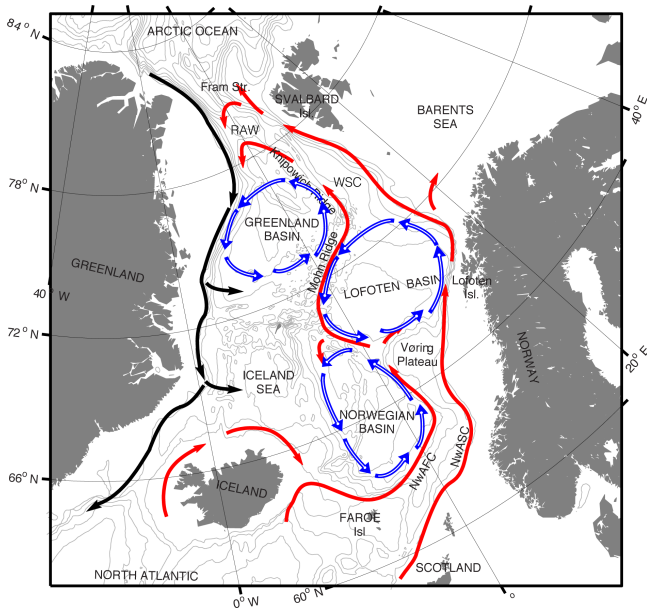 84° N
ARCTIC OCEAN
Fram Str.
SVALBARD
Isl.
BARENTS
SEA
40° E
RAW
Knipowich Ridge
WSC
78° N
GREENLAND
BASIN
GREENLAND
Mohn Ridge
LOFOTEN BASIN
Lofoten
Isl.
40 W
72° N
Vøring
Plateau
NORWAY
20° E
ICELAND
SEA
NORWEGIAN
BASIN
NwAFC
NwASC
66° N
ICELAND
FAROE
Isl
SCOTLAND
NORTH ATLANTIC
0° W
60° N
°